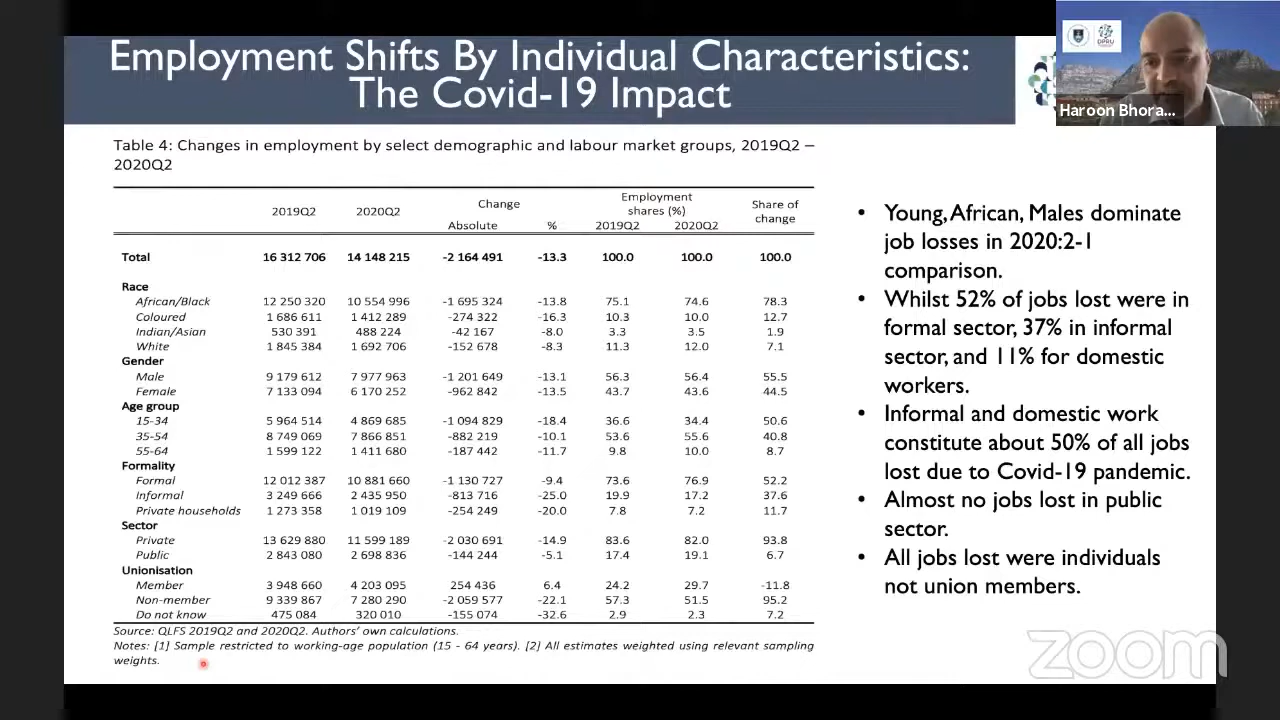 Employment Shifts By Individual Characteristics:
The Covid-19 Impact
DPRU
Haroon Bhora...
Table 4: Changes in employment by select demographic and labour market groups, 2019Q2 –
2020Q2
2019Q2 2020Q2 Change Employment shares (%) Share of change
Absolute % 2019Q2 2020Q2
Total 16 312 706 14 148 215 -2 164 491 -13.3 100.0 100.0 100.0
Race
African/Black 12 250 320 10 554 996 -1 695 324 -13.8 75.1 74.6 78.3
Coloured 1 686 611 1 412 289 -274 322 -16.3 10.3 10.0 12.7
Indian/Asian 530 391 488 224 -42 167 -8.0 3.3 3.5 1.9
White 1 845 384 1 692 706 -152 678 -8.3 11.3 12.0 7.1
Gender
Male 9 179 612 7 977 963 -1 201 649 -13.1 56.3 56.4 55.5
Female 7 133 094 6 170 252 -962 842 -13.5 43.7 43.6 44.5
Age group
15-34 5 964 514 4 869 685 -1 094 829 -18.4 36.6 34.4 50.6
35-54 8 749 069 7 866 851 -882 219 -10.1 53.6 55.6 40.8
55-64 1 599 122 1 411 680 -187 442 -11.7 9.8 10.0 8.7
Formality
Formal 12 012 387 10 881 660 -1 130 727 -9.4 73.6 76.9 52.2
Informal 3 249 666 2 435 950 -813 716 -25.0 19.9 17.2 37.6
Private households 1 273 358 1 019 109 -254 249 -20.0 7.8 7.2 11.7
Sector
Private 13 629 880 11 599 189 -2 030 691 -14.9 83.6 82.0 93.8
Public 2 843 080 2 698 836 -144 244 -5.1 17.4 19.1 6.7
Unionisation
Member 3 948 660 4 203 095 254 436 6.4 24.2 29.7 -11.8
Non-member 9 339 867 7 280 290 -2 059 577 -22.1 57.3 51.5 95.2
Do not know 475 084 320 010 -155 074 -32.6 2.9 2.3 7.2
Source: QLFS 2019Q2 and 2020Q2. Authors' own calculations.
Notes: [1] Sample restricted to working-age population (15 - 64 years). [2] All estimates weighted using relevant sampling
weights.
• Young, African, Males dominate
job losses in 2020:2-1
comparison.
• Whilst 52% of jobs lost were in
formal sector, 37% in informal
sector, and 11% for domestic
workers.
• Informal and domestic work
constitute about 50% of all jobs
lost due to Covid-19 pandemic.
• Almost no jobs lost in public
sector.
• All jobs lost were individuals
not union members.
zoom